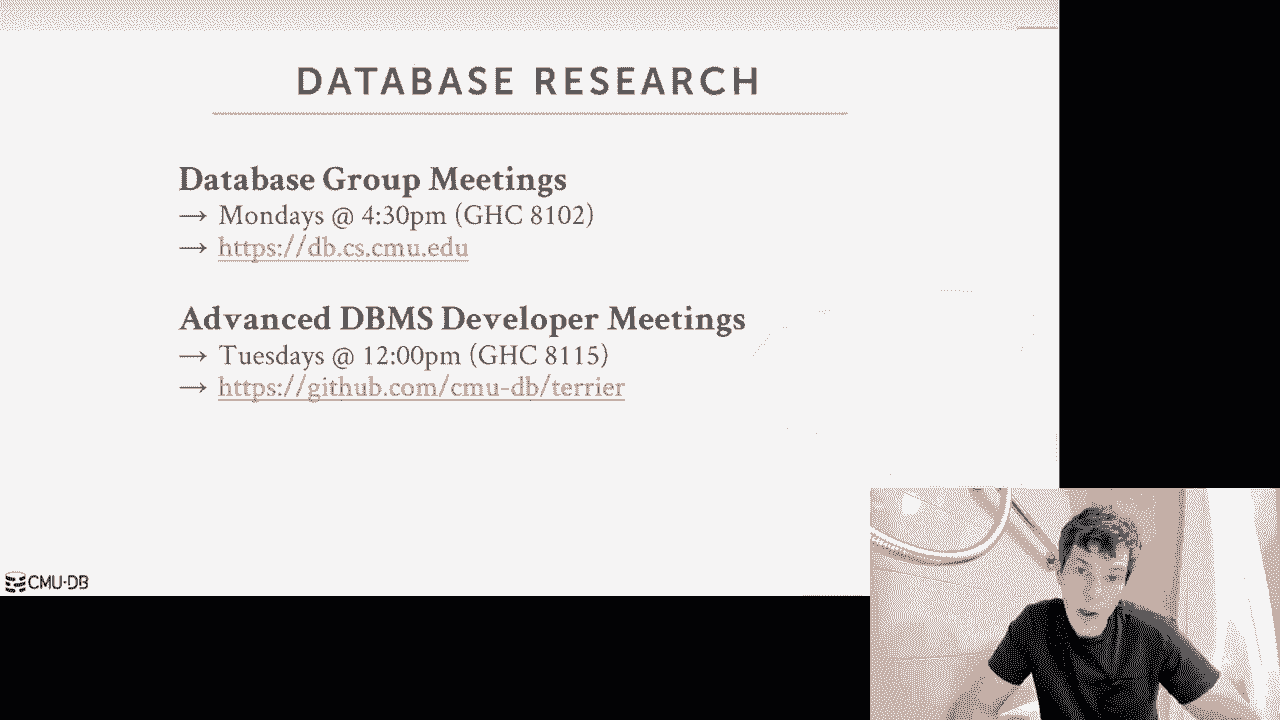 DATABASE RESEARCH
Database Group Meetings
→ Mondays @ 4:30pm (GHC 8102)
→ https://db.cs.cmu.edu
Advanced DBMS Developer Meetings
→ Tuesdays @ 12:00pm (GHC 8115)
→ https://github.com/cmu-db/terrier
CMU·DB